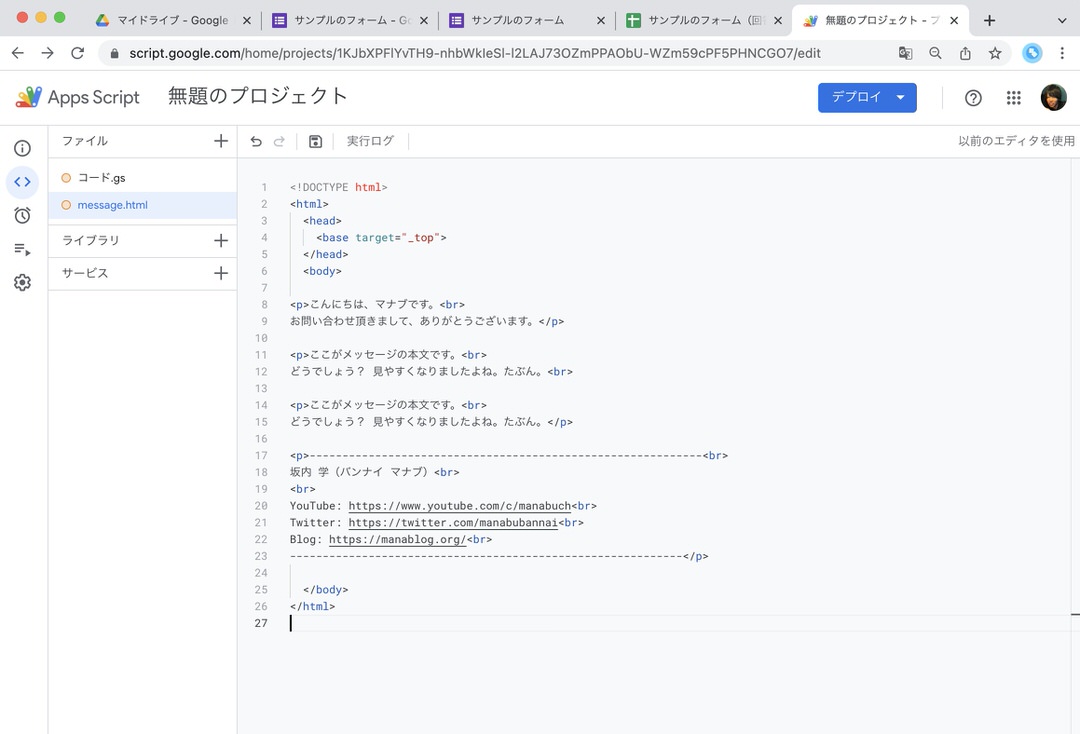 マイドライブ - Google
サンプルのフォーム - Go
サンプルのフォーム
サンプルのフォーム（回答
無題のプロジェクト - プ
script.google.com/home/projects/1KJbXPFlYvTH9-nhbWkIeSl-l2LAJ73OZmPPAObU-WZm59cPF5PHNCGO7/edit
Apps Script
無題のプロジェクト
デプロイ
ファイル
実行ログ
以前のエディタを使用
コード.gs
message.html
ライブラリ
サービス
1 <!DOCTYPE html>
2 <html>
3 <head>
4 <base target="_top">
5 </head>
6 <body>
7
8 <p>こんにちは、マナブです。<br>
9 お問い合わせ頂きまして、ありがとうございます。</p>
10
11 <p>ここがメッセージの本文です。<br>
12 どうでしょう？ 見やすくなりましたよね。たぶん。<br>
13
14 <p>ここがメッセージの本文です。<br>
15 どうでしょう？ 見やすくなりましたよね。たぶん。</p>
16
17 <p>------------------------------------------------------------<br>
18 坂内 学（バンナイ マナブ）<br>
19 <br>
20 YouTube: https://www.youtube.com/c/manabuch<br>
21 Twitter: https://twitter.com/manabubannai<br>
22 Blog: https://manablog.org/<br>
23 ------------------------------------------------------------</p>
24
25 </body>
26 </html>
27